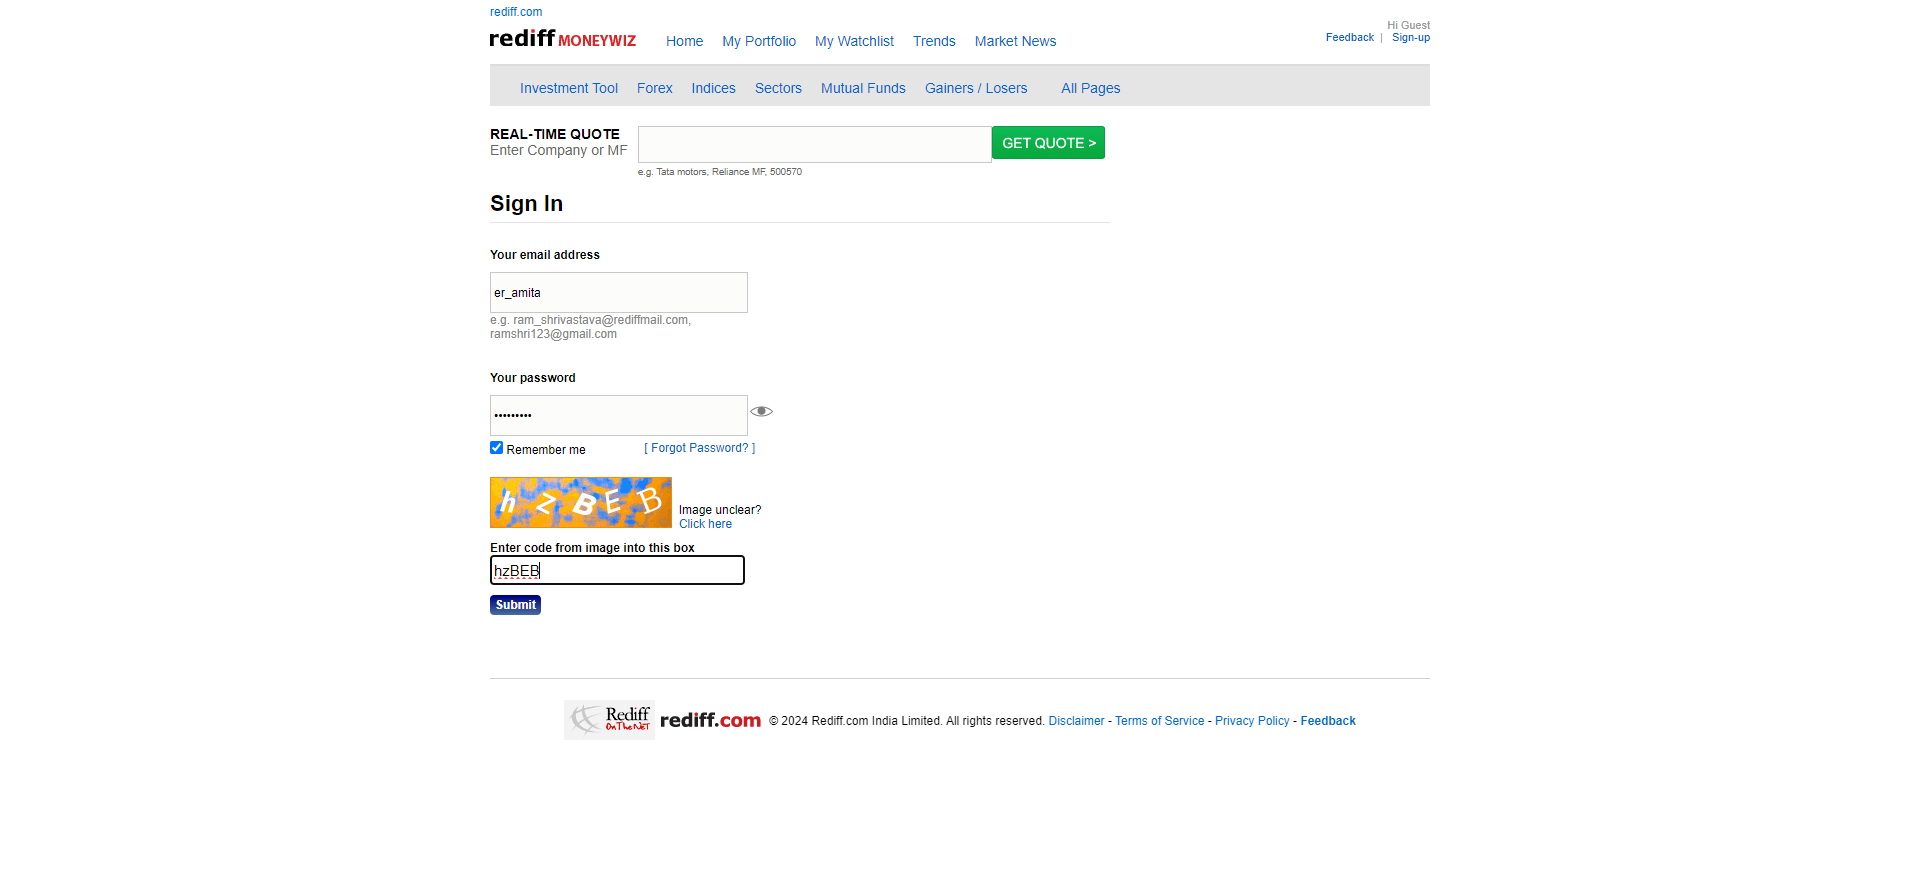 rediff.com
rediff MONEYWIZ Home My Portfolio My Watchlist Trends Market News
Hi Guest
Feedback | Sign-up
Investment Tool Forex Indices Sectors Mutual Funds Gainers / Losers All Pages
REAL-TIME QUOTE
Enter Company or MF
GET QUOTE >
e.g. Tata motors, Reliance MF, 500570
Sign In
Your email address
er_amita
e.g. ram_shrivastava@rediffmail.com,
ramshri123@gmail.com
Your password
•••••••••
Remember me [ Forgot Password? ]
h z B E B
Image unclear?
Click here
Enter code from image into this box
hzBEB
Submit
Rediff
On The NeT
rediff.com © 2024 Rediff.com India Limited. All rights reserved. Disclaimer - Terms of Service - Privacy Policy - Feedback